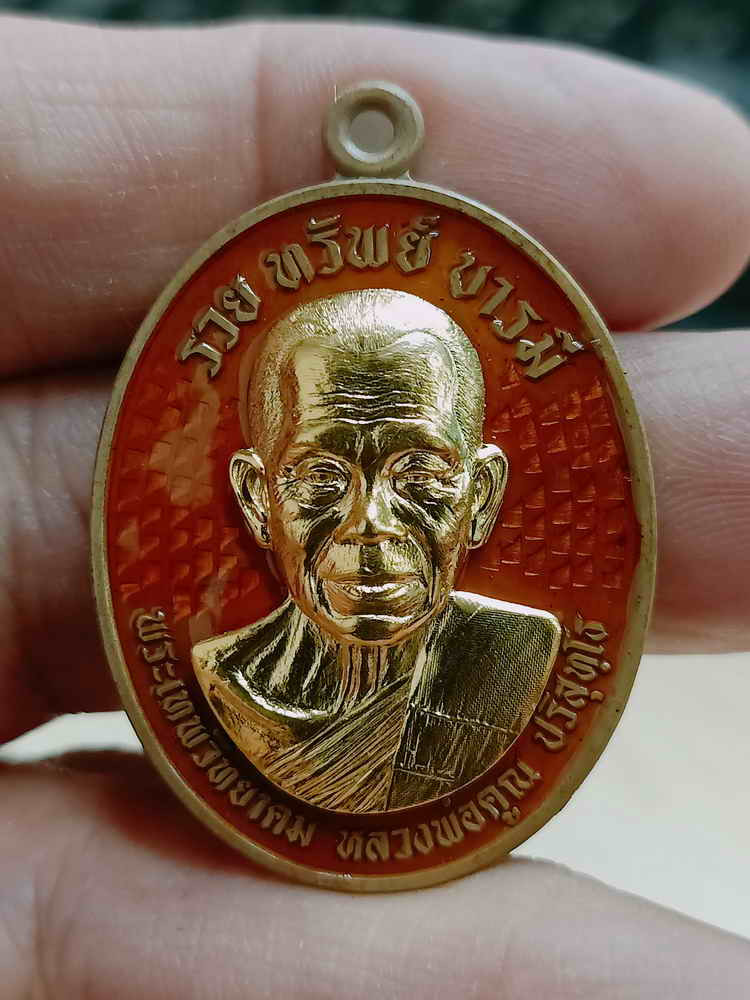 รวย ทรัพย์ บารมี
พระเทพวิทยาคม หลวงพ่อคูณ ปริสุทฺโธ